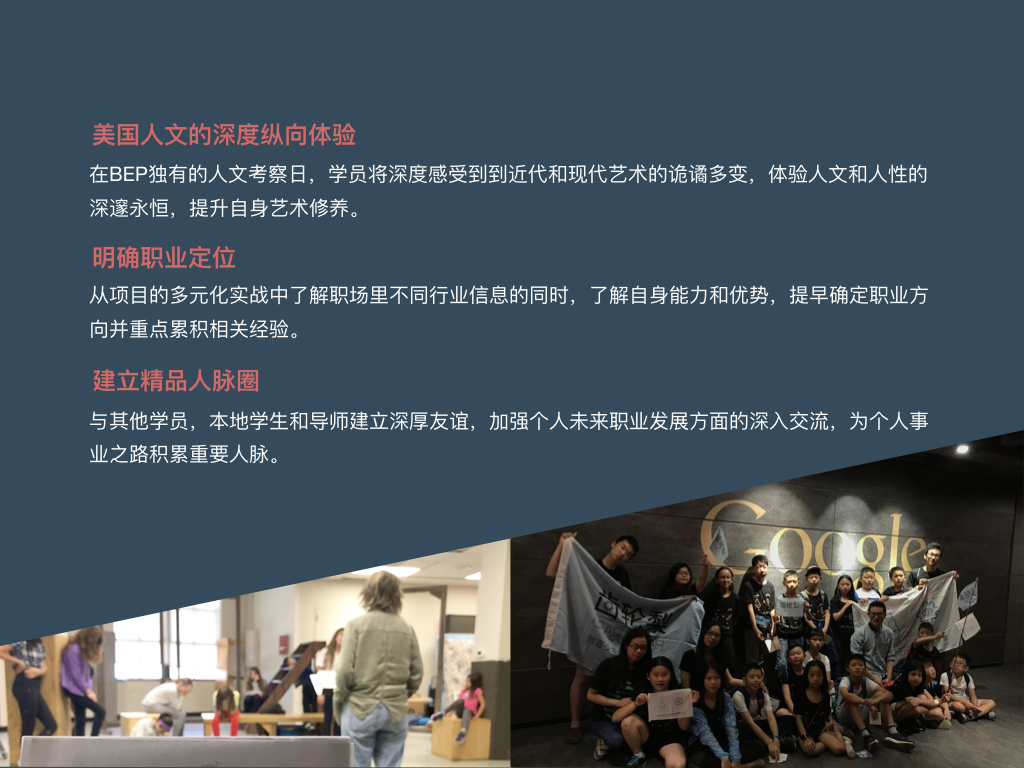 美国人文的深度纵向体验
在BEP独有的人文考察日，学员将深度感受到到近代和现代艺术的诡谲多变，体验人文和人性的
深邃永恒，提升自身艺术修养。
明确职业定位
从项目的多元化实战中了解职场里不同行业信息的同时，了解自身能力和优势，提早确定职业方
向并重点累积相关经验。
建立精品人脉圈
与其他学员，本地学生和导师建立深厚友谊，加强个人未来职业发展方面的深入交流，为个人事
业之路积累重要人脉。
Google